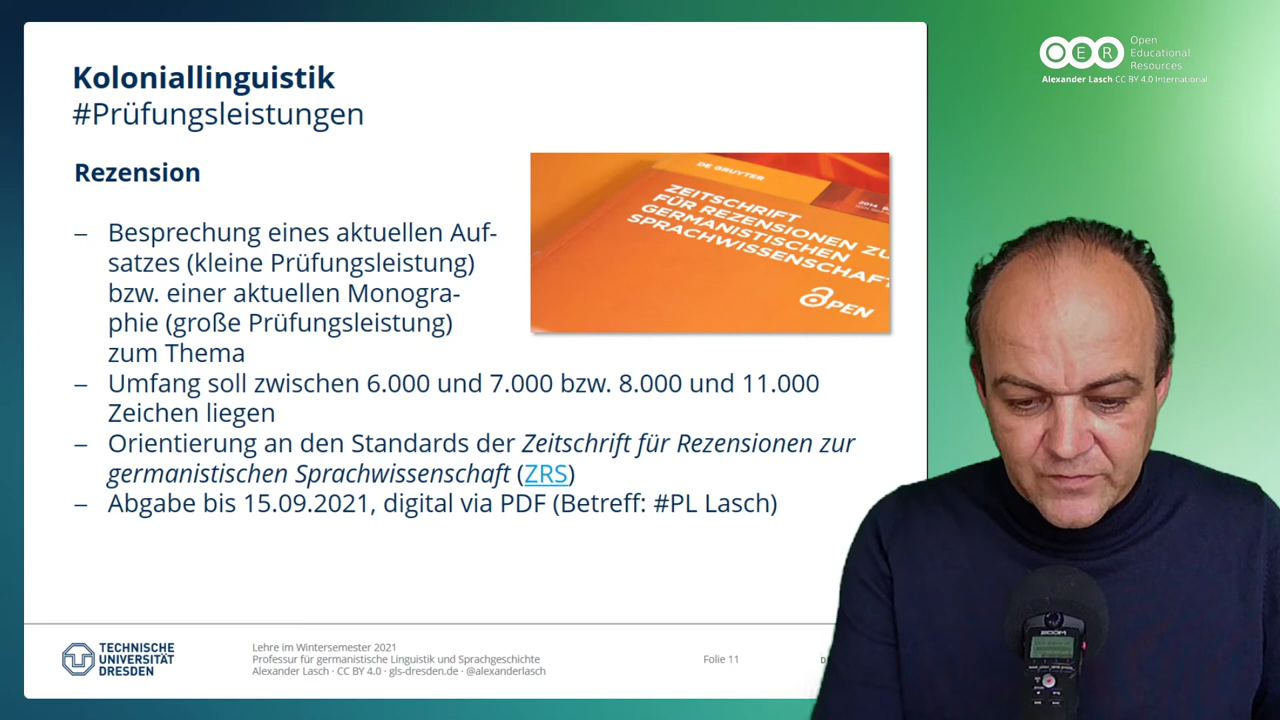 OER
Open
Educational
Resources
Alexander Lasch CC BY 4.0 International
Koloniallinguistik
#Prüfungsleistungen
Rezension
DE GRUYTER
2014
ZEITSCHRIFT
FÜR REZENSIONEN ZU
GERMANISTISCHEN
SPRACHWISSENSCHAFT
OPEN
– Besprechung eines aktuellen Auf-
satzes (kleine Prüfungsleistung)
bzw. einer aktuellen Monogra-
phie (große Prüfungsleistung)
zum Thema
– Umfang soll zwischen 6.000 und 7.000 bzw. 8.000 und 11.000
Zeichen liegen
– Orientierung an den Standards der Zeitschrift für Rezensionen zur
germanistischen Sprachwissenschaft (ZRS)
– Abgabe bis 15.09.2021, digital via PDF (Betreff: #PL Lasch)
TECHNISCHE
UNIVERSITÄT
DRESDEN
Lehre im Wintersemester 2021
Professur für germanistische Linguistik und Sprachgeschichte
Alexander Lasch · CC BY 4.0 · gls-dresden.de · @alexanderlasch
Folie 11
ZOOM